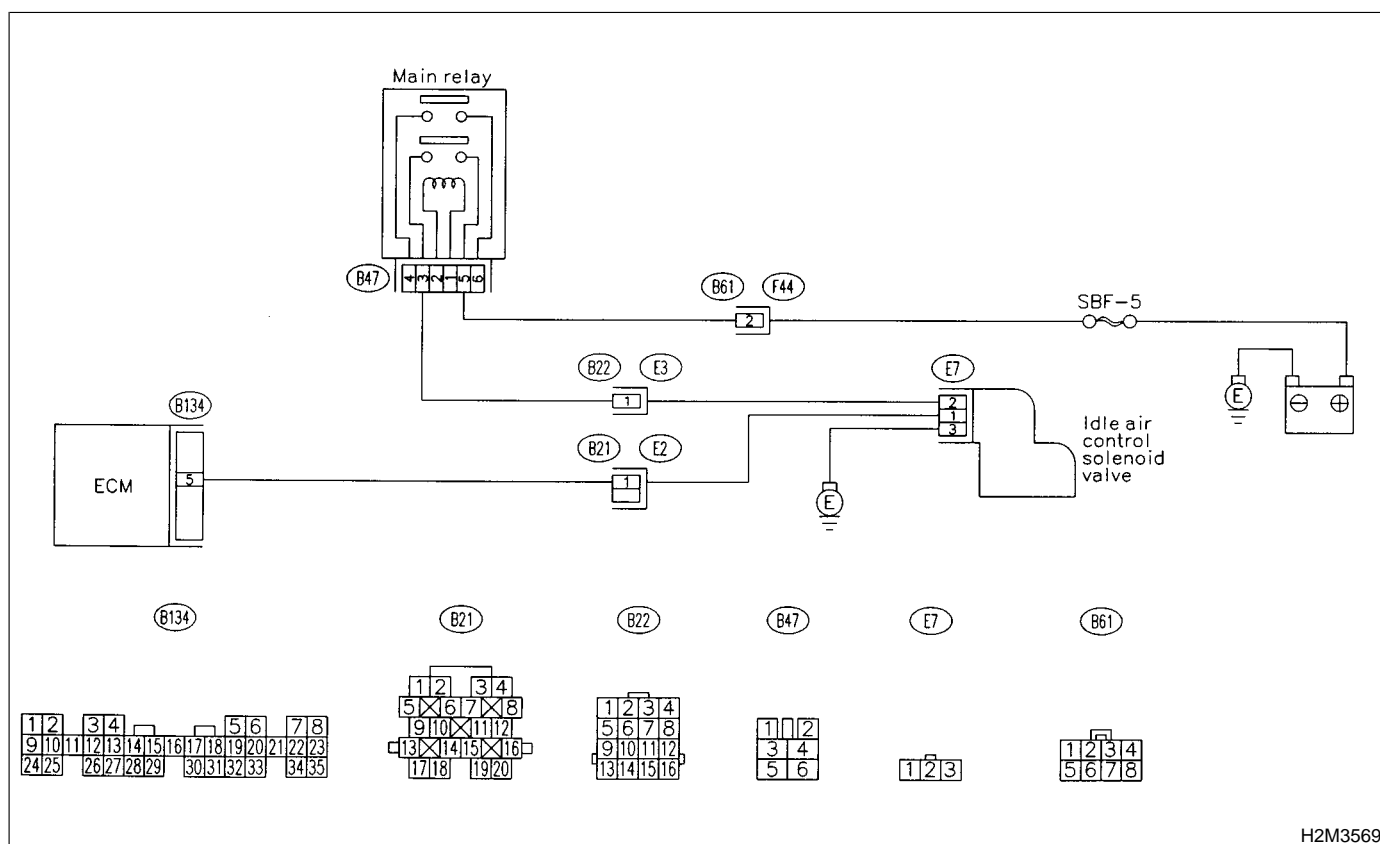 Main relay
B47
4 3 2 1 5 6
B61 F44
2
SBF-5
B22 E3
1
E7
2
1
3
B134
ECM
5
B21 E2
1
E
E
⊖ ⊕
Idle air
control
solenoid
valve
B134
1 2 3 4 5 6 7 8
9 10 11 12 13 14 15 16 17 18 19 20 21 22 23
24 25 26 27 28 29 30 31 32 33 34 35
B21
1 2 3 4
5 6 7 8
9 10 11 12
13 14 15 16
17 18 19 20
B22
1 2 3 4
5 6 7 8
9 10 11 12
13 14 15 16
B47
1 2
3 4
5 6
E7
1 2 3
B61
1 2 3 4
5 6 7 8
H2M3569